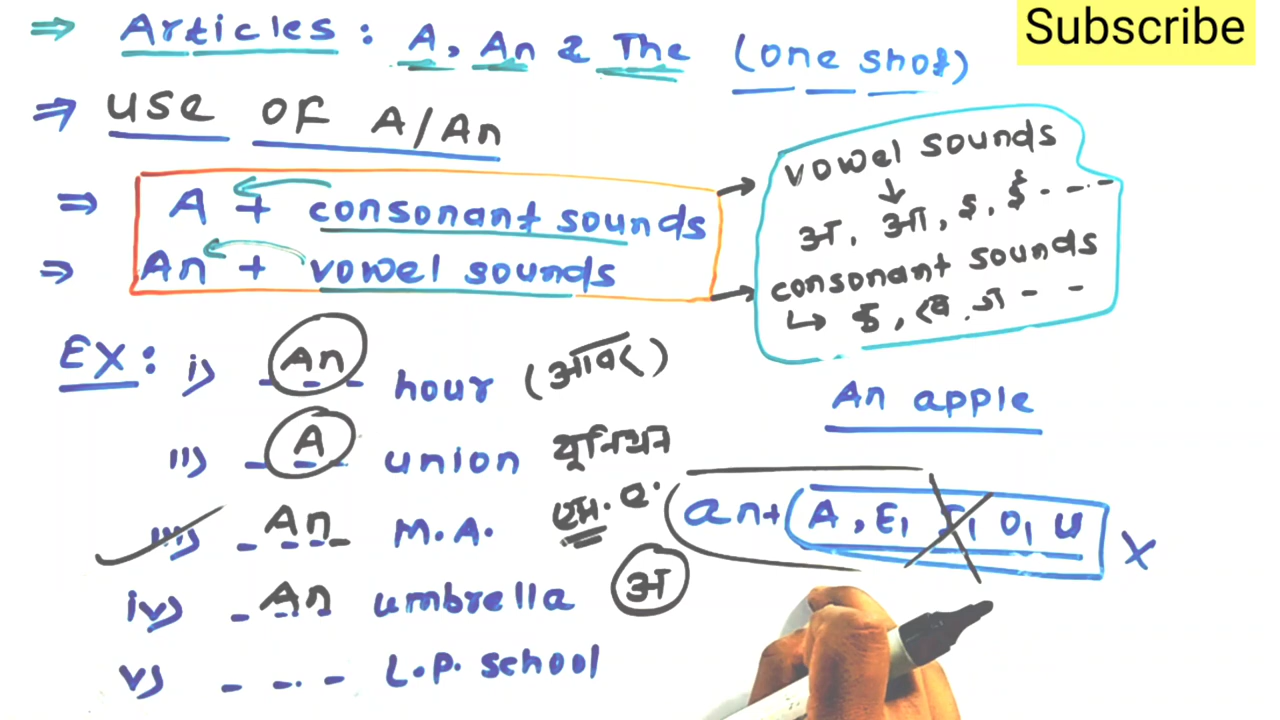 Subscribe
⇒ Articles : A, An & The (one shot)
⇒ use of A/An
⇒ A + consonant sounds
⇒ An + vowel sounds
vowel sounds
अ, आ, इ, ई - - -
consonant sounds
↳ क, ख, ग - -
Ex: i) An hour (आवर)
ii) A union यूनियन
iii) An M.A. एम. ए.
iv) An umbrella अ
v) - - - L.P. school
An apple
an + (A, E, I, O, U X